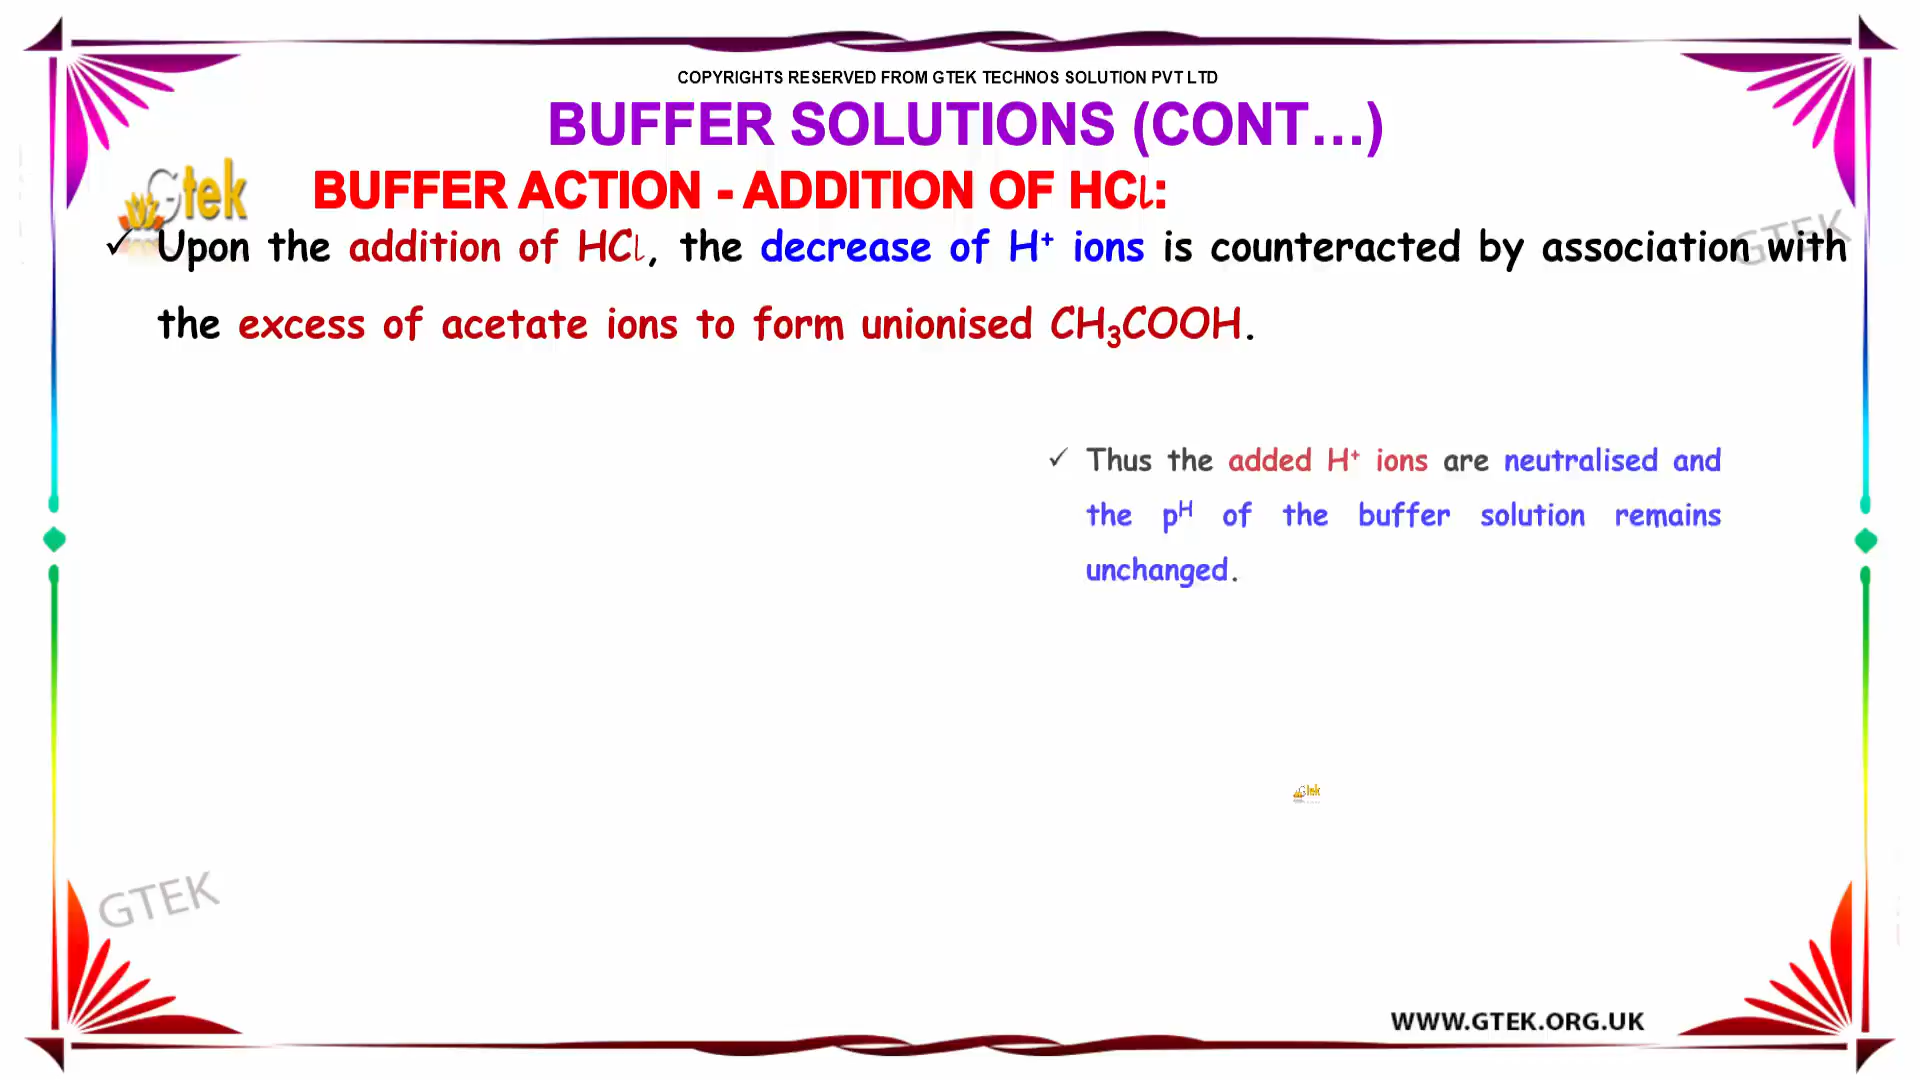 COPYRIGHTS RESERVED FROM GTEK TECHNOS SOLUTION PVT LTD
BUFFER SOLUTIONS (CONT...)
Gtek
BUFFER ACTION - ADDITION OF HCl:
✓ Upon the addition of HCl, the decrease of H⁺ ions is counteracted by association with
GTEK
the excess of acetate ions to form unionised CH₃COOH.
✓ Thus the added H⁺ ions are neutralised and
the pᴴ of the buffer solution remains
unchanged.
Gtek
GTEK
WWW.GTEK.ORG.UK